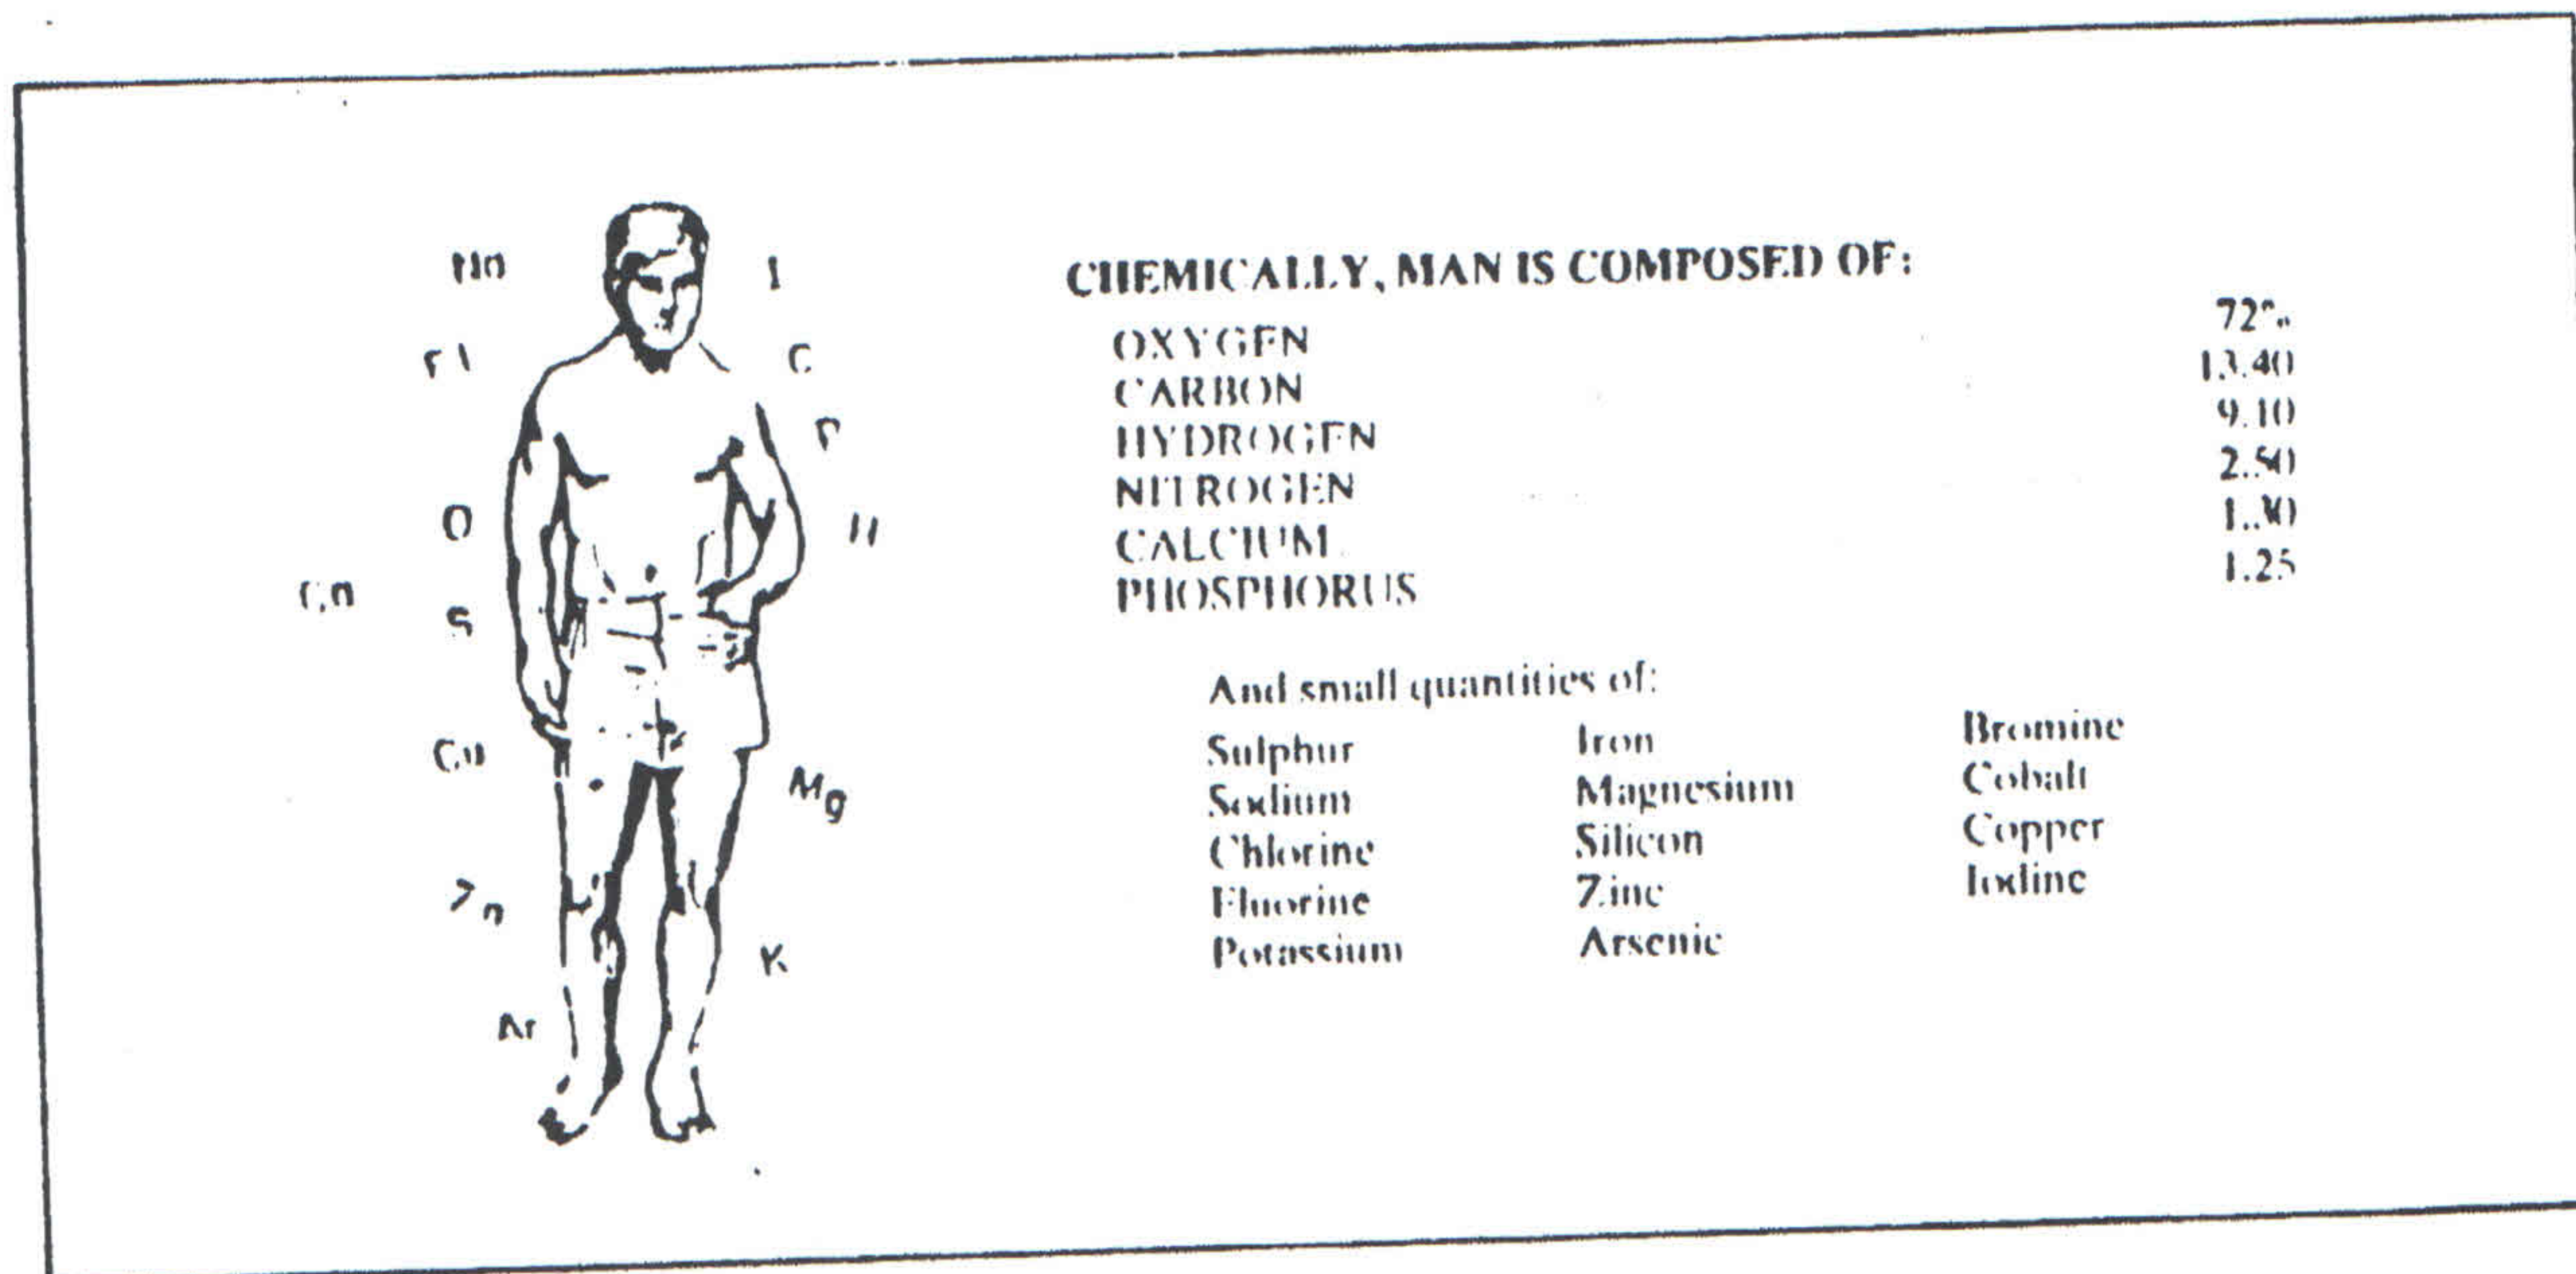 I
C
P
O
H
S
Mg
Zn
K
Ar
CHEMICALLY, MAN IS COMPOSED OF:
OXYGEN 72%
CARBON 13.40
HYDROGEN 9.10
NITROGEN 2.50
CALCIUM 1.30
PHOSPHORUS 1.25
And small quantities of:
Sulphur Iron Bromine
Sodium Magnesium Cobalt
Chlorine Silicon Copper
Fluorine Zinc Iodine
Potassium Arsenic